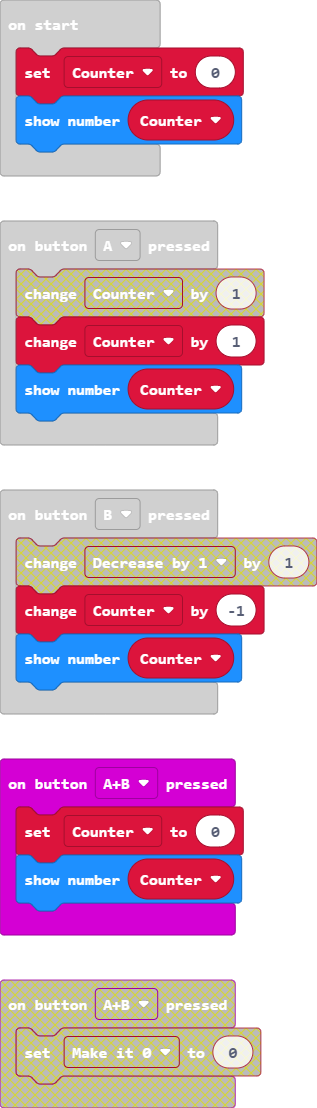 on start
set Counter to 0
show number Counter
on button A pressed
change Counter by 1
change Counter by 1
show number Counter
on button B pressed
change Decrease by 1 by 1
change Counter by -1
show number Counter
on button A+B pressed
set Counter to 0
show number Counter
on button A+B pressed
set Make it 0 to 0